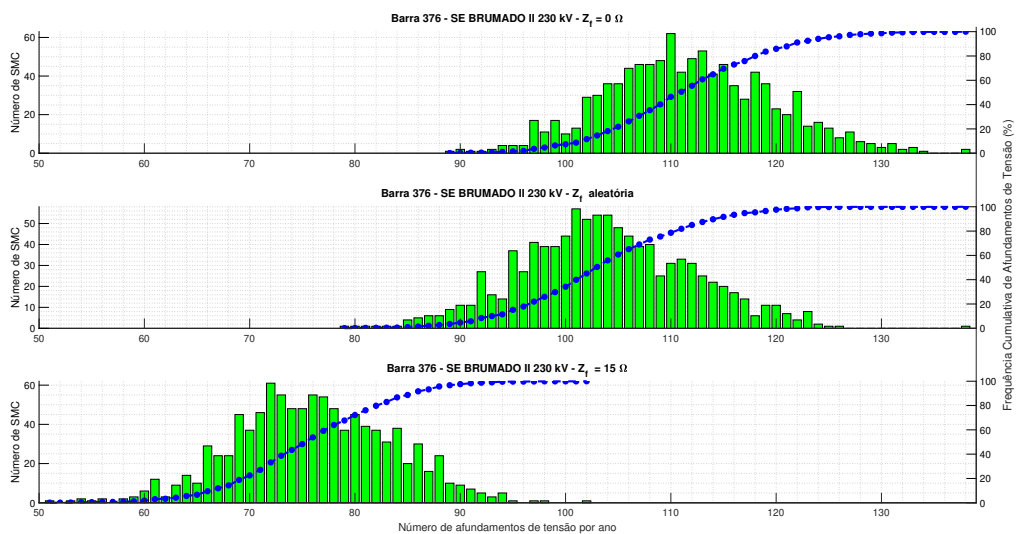 Barra 376 - SE BRUMADO II 230 kV - Zf = 0 Ω
60
40
20
0
Número de SMC
100
80
60
40
20
0
50 60 70 80 90 100 110 120 130
Barra 376 - SE BRUMADO II 230 kV - Zf aleatória
50
40
30
20
10
0
Número de SMC
100
80
60
40
20
0
50 60 70 80 90 100 110 120 130
Frequência Cumulativa de Afundamentos de Tensão (%)
Barra 376 - SE BRUMADO II 230 kV - Zf = 15 Ω
60
40
20
0
Número de SMC
100
80
60
40
20
0
50 60 70 80 90 100 110 120 130
Número de afundamentos de tensão por ano